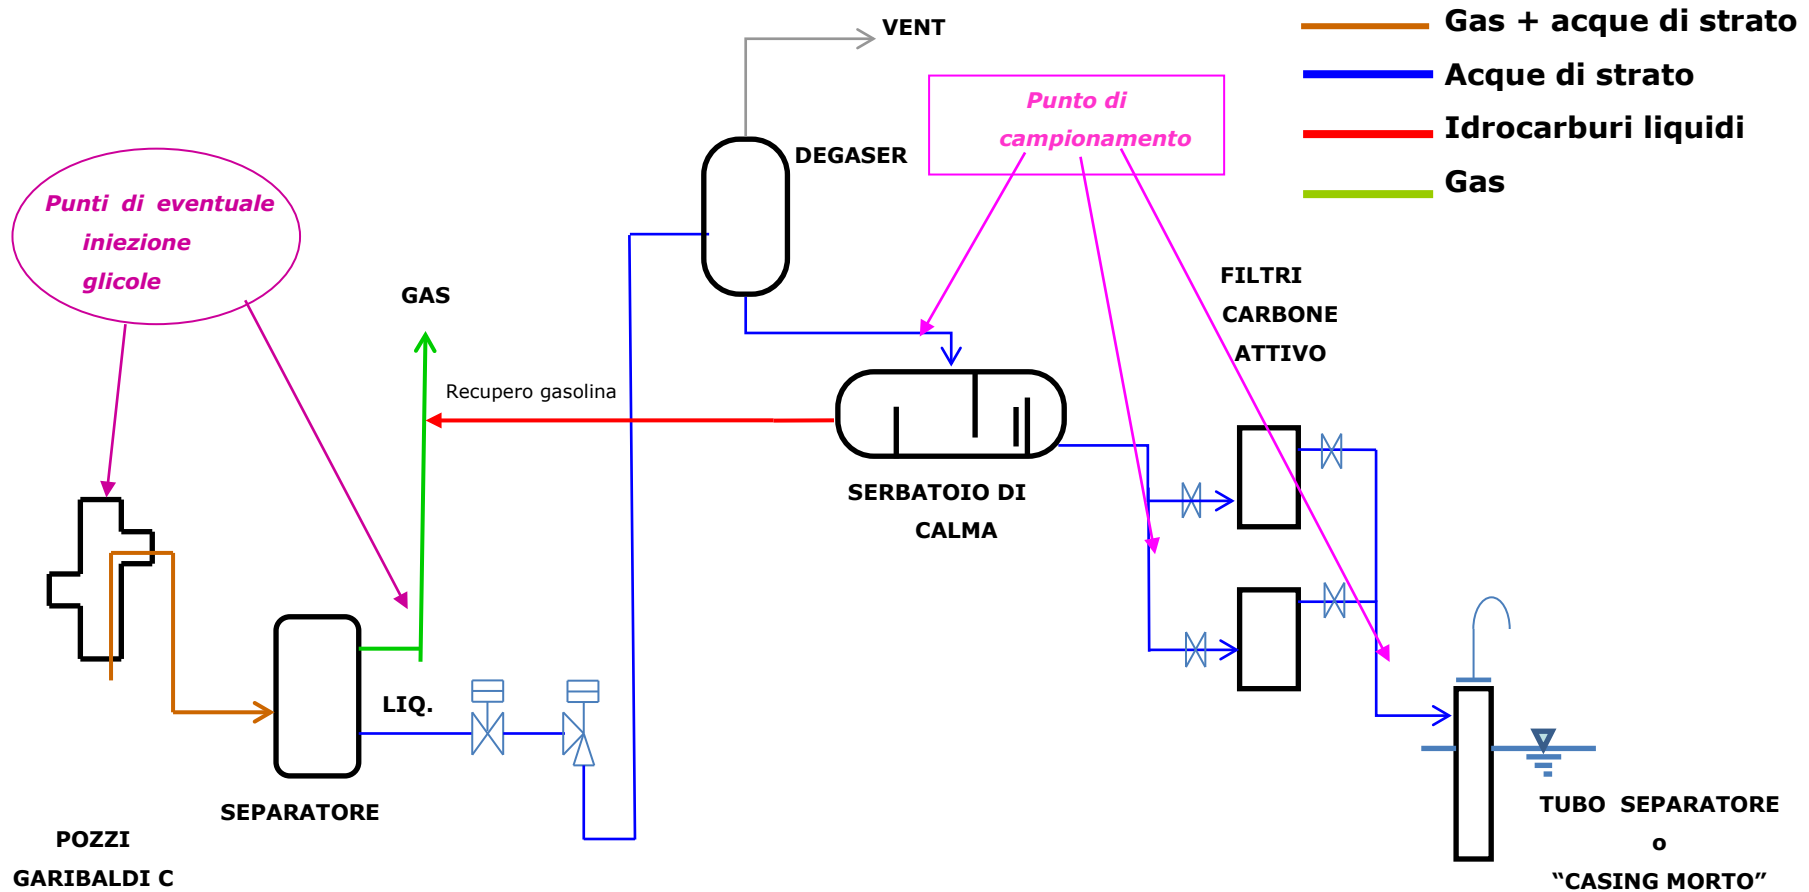 VENT
Gas + acque di strato
Acque di strato
Idrocarburi liquidi
Gas
Punto di
campionamento
DEGASER
Punti di eventuale
iniezione
glicole
GAS
FILTRI
CARBONE
ATTIVO
Recupero gasolina
SERBATOIO DI
CALMA
LIQ.
SEPARATORE
POZZI
GARIBALDI C
TUBO SEPARATORE
o
“CASING MORTO”